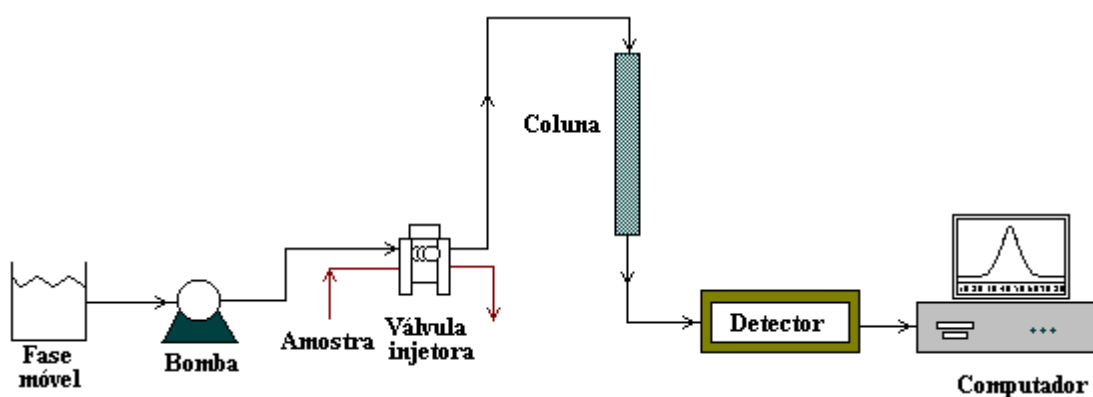 Coluna
Fase
móvel
Bomba
Amostra
Válvula
injetora
Detector
Computador